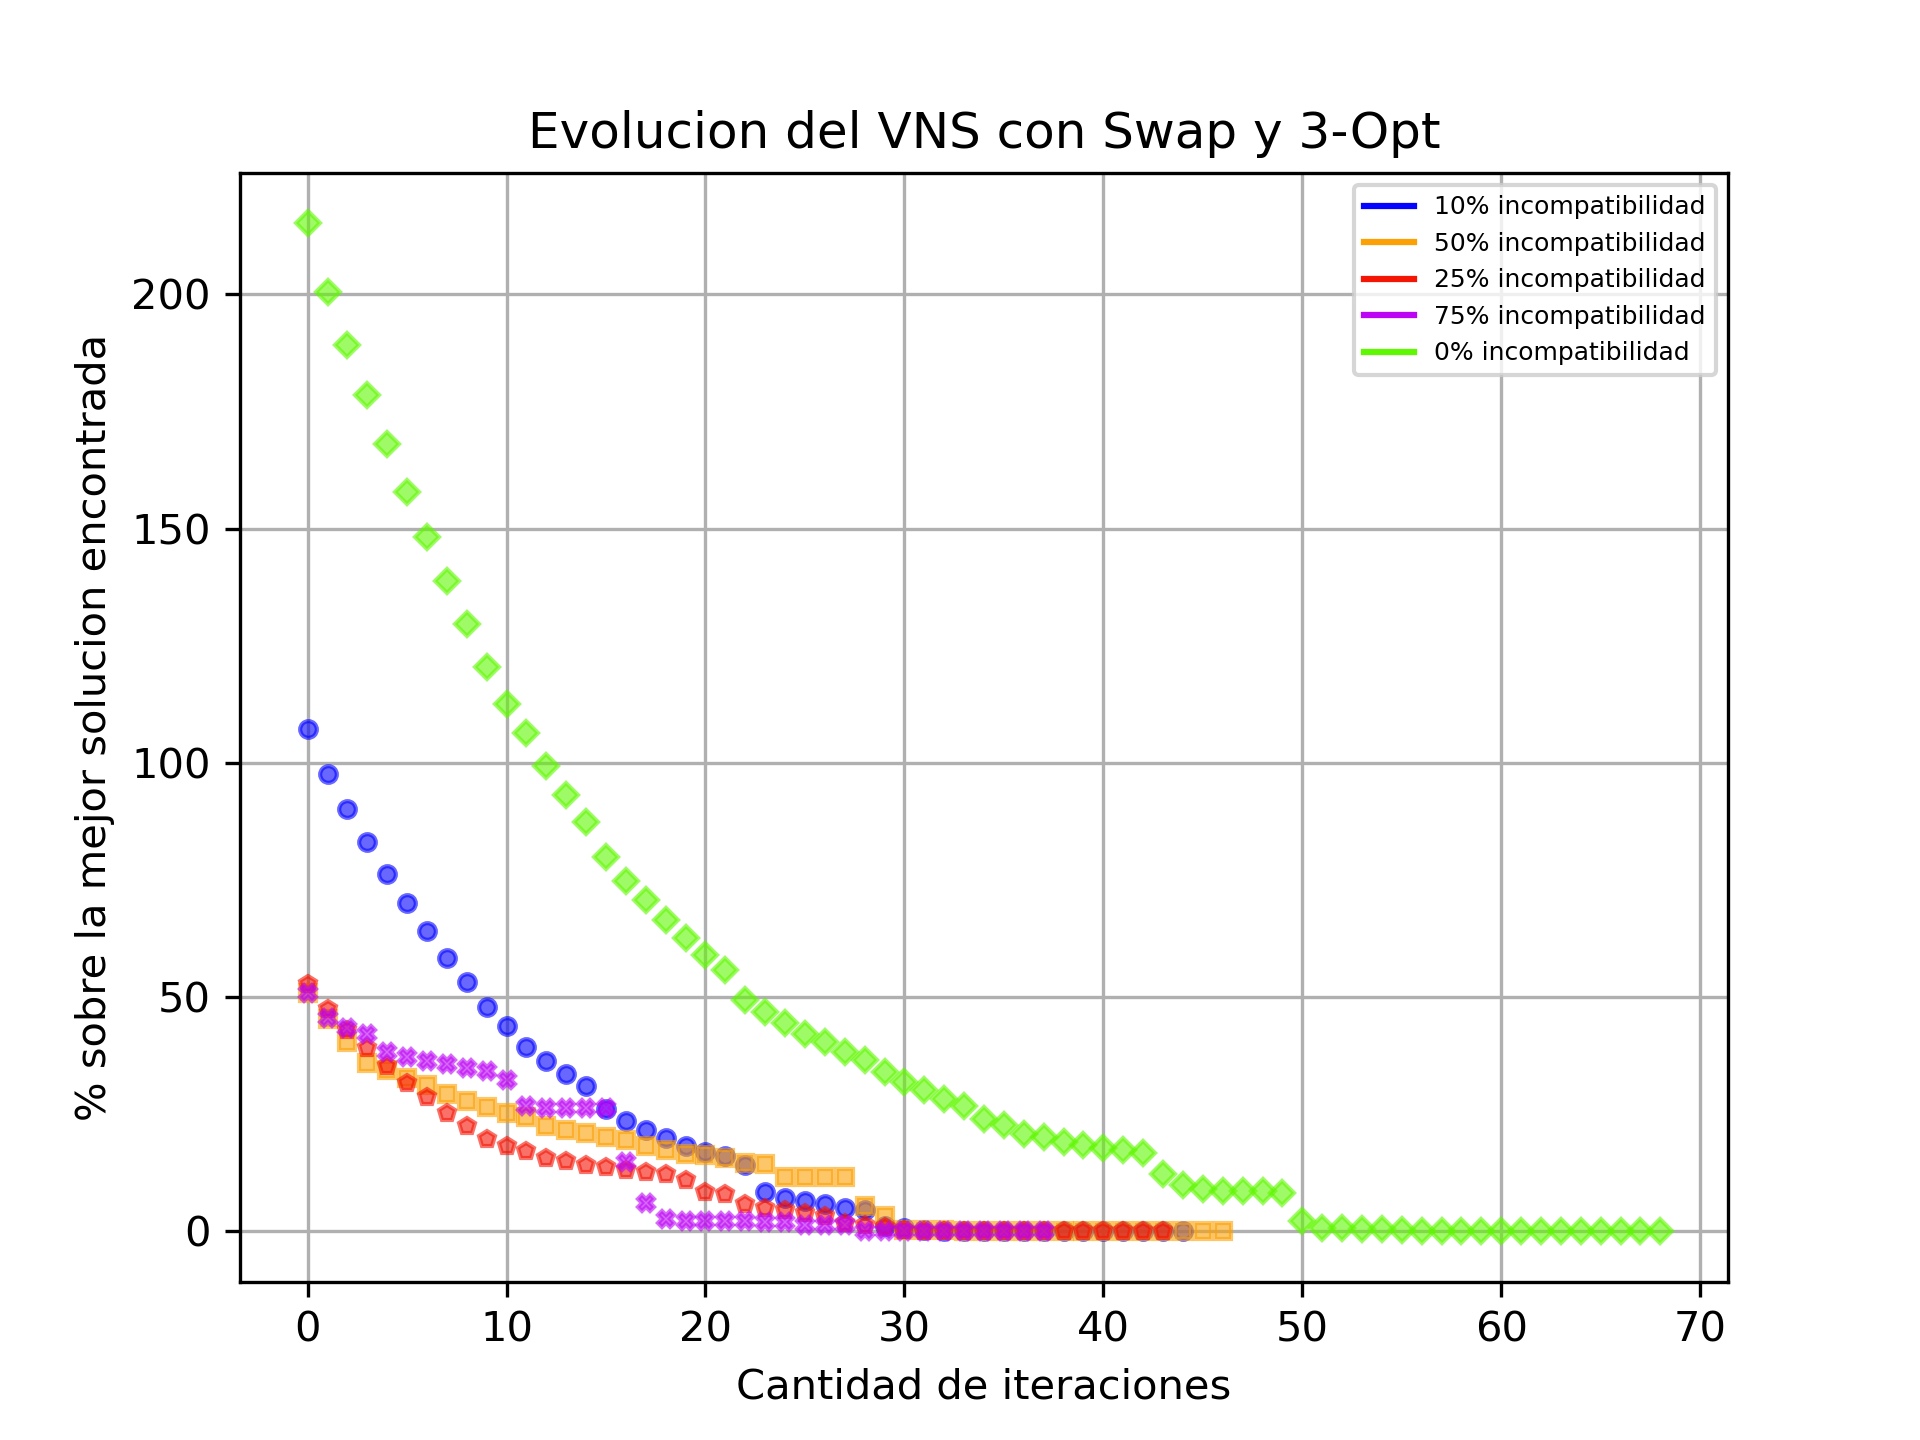 Evolucion del VNS con Swap y 3-Opt
10% incompatibilidad
50% incompatibilidad
25% incompatibilidad
75% incompatibilidad
0% incompatibilidad
% sobre la mejor solucion encontrada
200
150
100
50
0
0 10 20 30 40 50 60 70
Cantidad de iteraciones